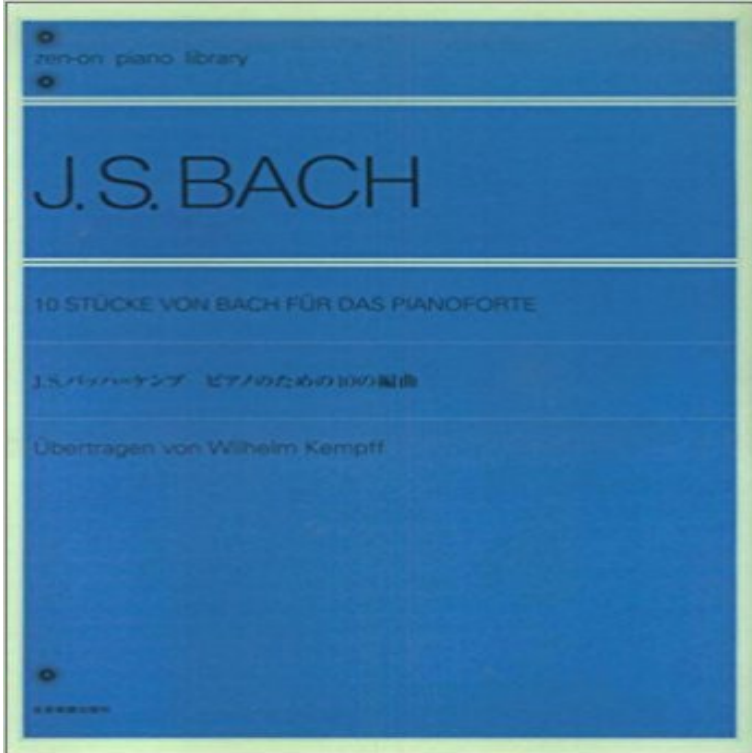 zen-on piano library
J.S. BACH
10 STÜCKE VON BACH FÜR DAS PIANOFORTE
J.S.バッハ=ケンプ ピアノのための10の編曲
Übertragen von Wilhelm Kempff